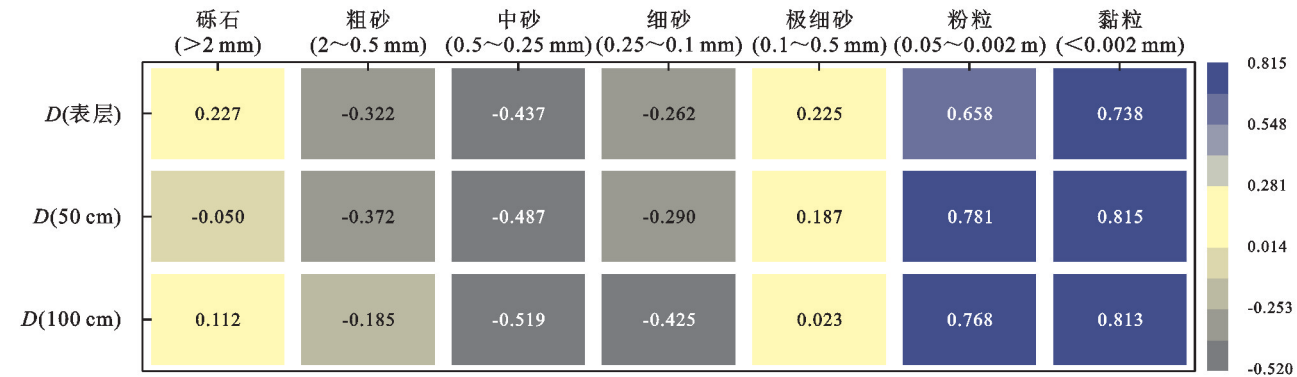 砾石 粗砂 中砂 细砂 极细砂 粉粒 黏粒
(>2 mm) (2～0.5 mm) (0.5～0.25 mm) (0.25～0.1 mm) (0.1～0.5 mm) (0.05～0.002 m) (<0.002 mm)
D(表层) 0.227 -0.322 -0.437 -0.262 0.225 0.658 0.738
D(50 cm) -0.050 -0.372 -0.487 -0.290 0.187 0.781 0.815
D(100 cm) 0.112 -0.185 -0.519 -0.425 0.023 0.768 0.813
0.815
0.548
0.281
0.014
-0.253
-0.520